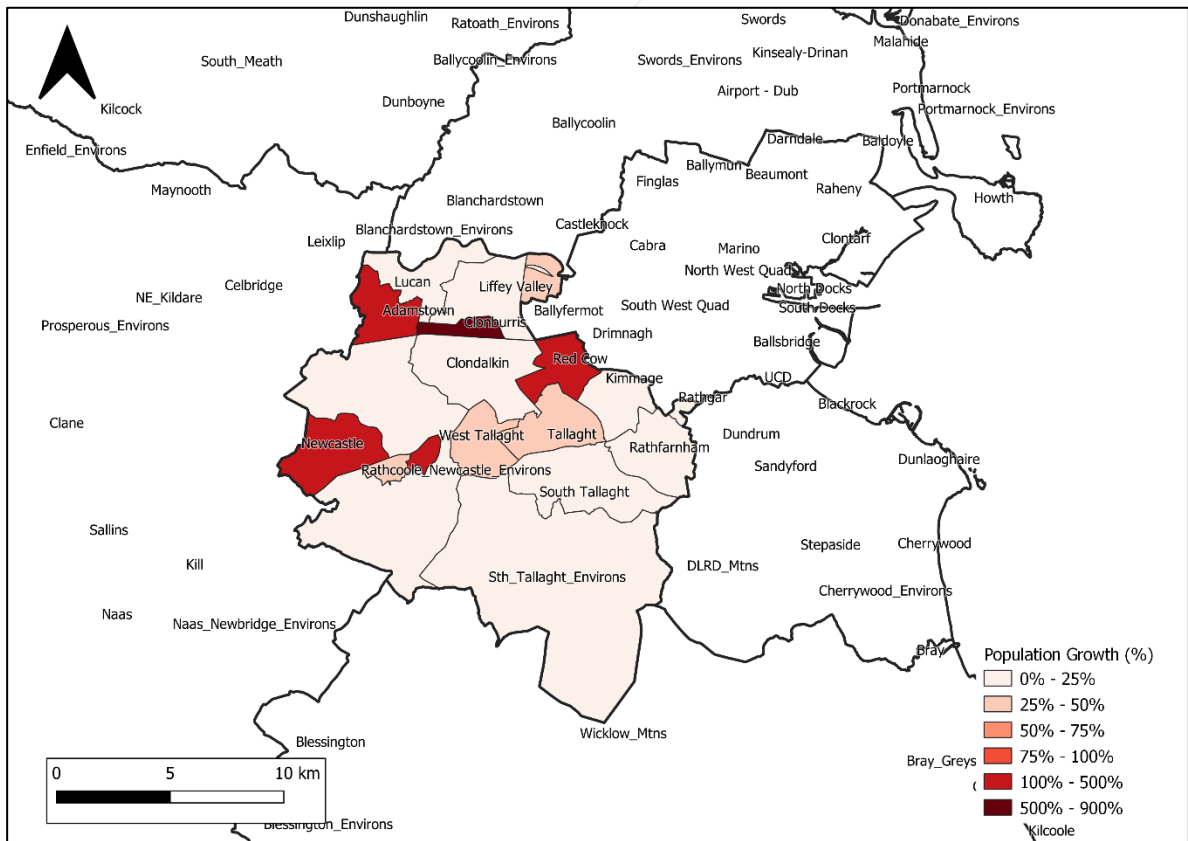 Dunshaughlin
Ratoath_Environs
Swords
Donabate_Environs
Malahide
South_Meath
Ballycoolin_Environs
Swords_Environs
Kinsealy-Drinan
Kilcock
Dunboyne
Airport - Dub
Portmarnock
Portmarnock_Environs
Ballycoolin
Enfield_Environs
Darndale
Baldoyle
Maynooth
Finglas
Ballymun
Beaumont
Raheny
Howth
Blanchardstown
Leixlip
Blanchardstown_Environs
Castleknock
Cabra
Marino
Clontarf
NE_Kildare
Celbridge
Lucan
Liffey Valley
North West Quad
North Docks
Prosperous_Environs
Adamstown
Clonburris
Ballyfermot
South West Quad
South Docks
Drimnagh
Ballsbridge
Clondalkin
Red Cow
Kimmage
UCD
Clane
Rathgar
Blackrock
Newcastle
West Tallaght
Tallaght
Rathfarnham
Dundrum
Dunlaoghaire
Rathcoole_Newcastle_Environs
Sandyford
South Tallaght
Sallins
Stepaside
Cherrywood
Kill
Sth_Tallaght_Environs
DLRD_Mtns
Cherrywood_Environs
Naas
Naas_Newbridge_Environs
Bray
Wicklow_Mtns
Blessington
Bray_Greys
Blessington_Environs
Kilcoole
Population Growth (%)
0% - 25%
25% - 50%
50% - 75%
75% - 100%
100% - 500%
500% - 900%
0 5 10 km